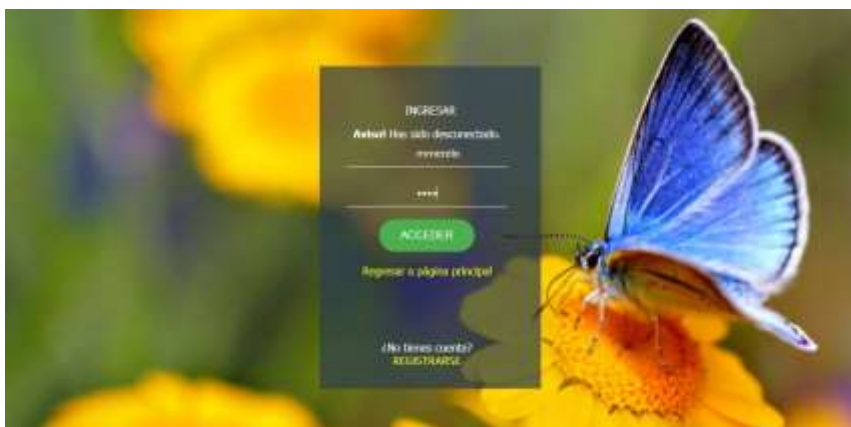 INGRESAR
Aviso! Has sido desconectado.
••••
ACCEDER
Regresar a página principal
¿No tienes cuenta?
REGISTRARSE